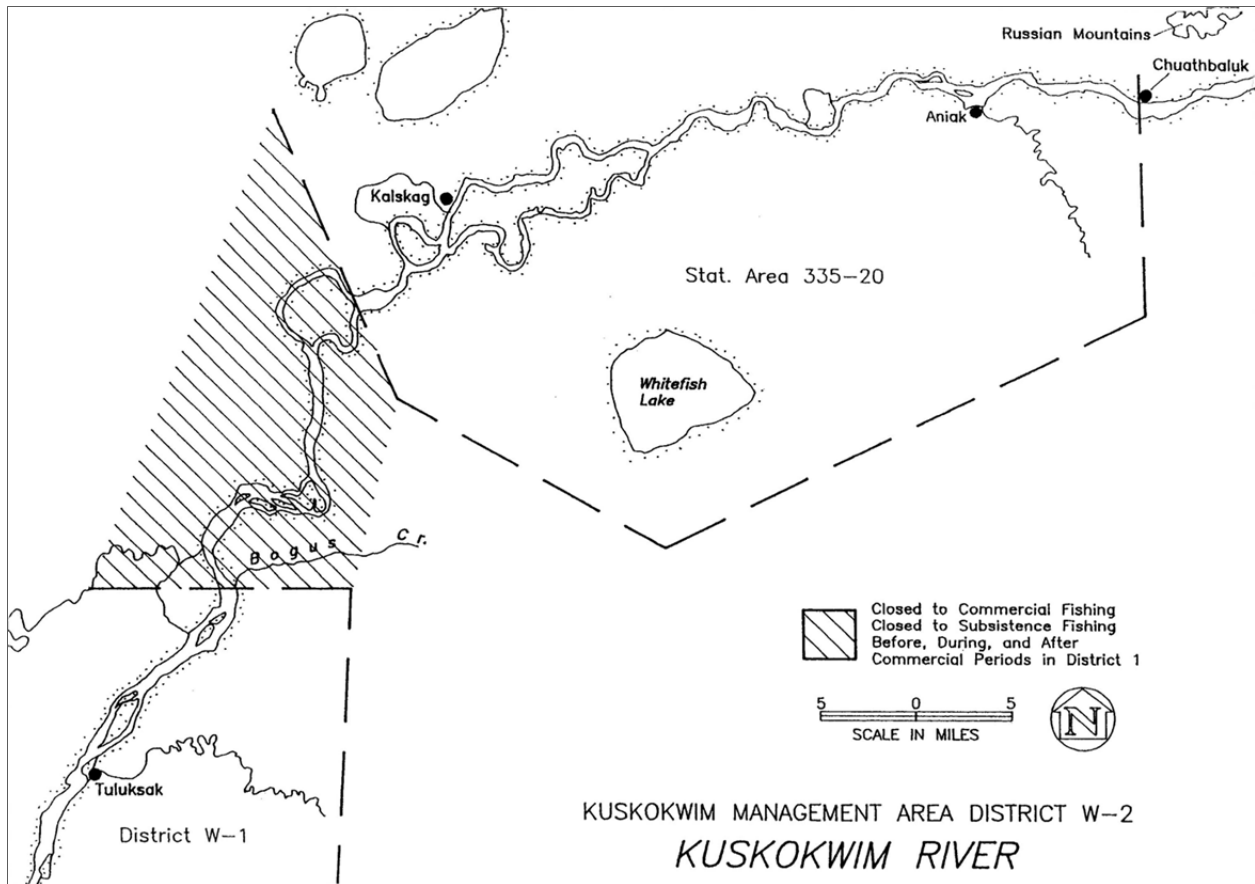 Russian Mountains
Chuathbaluk
Aniak
Kalskag
Stat. Area 335-20
Whitefish
Lake
Bogus Cr.
Closed to Commercial Fishing
Closed to Subsistence Fishing
Before, During, and After
Commercial Periods in District 1
5 0 5
SCALE IN MILES
N
Tuluksak
District W-1
KUSKOKWIM MANAGEMENT AREA DISTRICT W-2
KUSKOKWIM RIVER